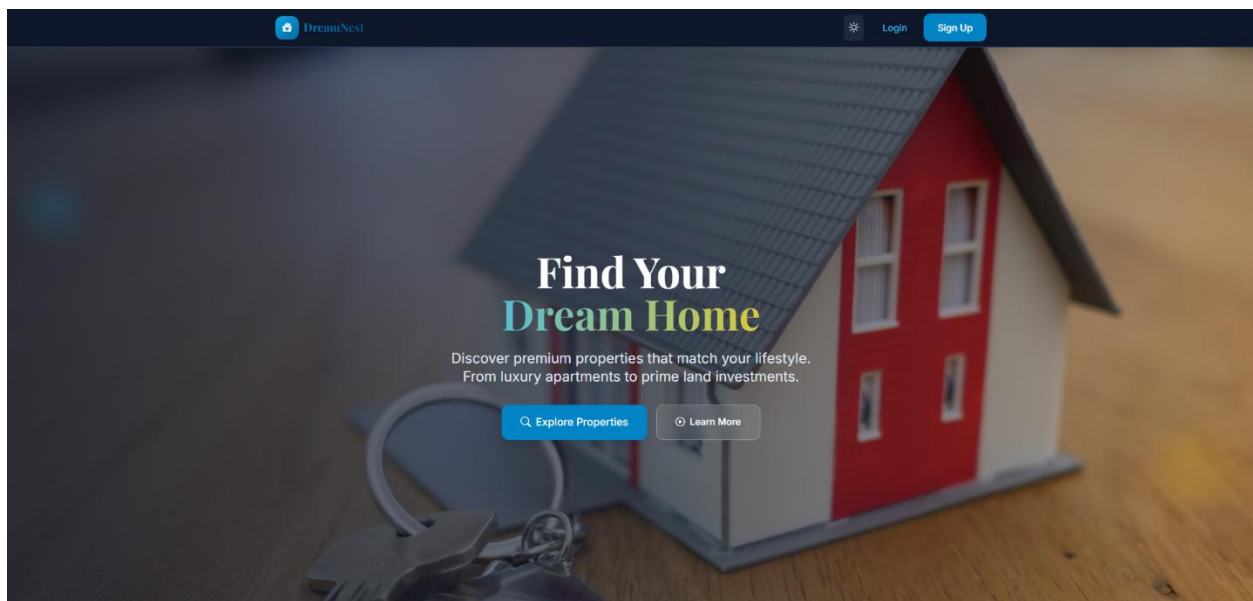 DreamNest
Login
Sign Up
Find Your
Dream Home
Discover premium properties that match your lifestyle.
From luxury apartments to prime land investments.
Explore Properties
Learn More